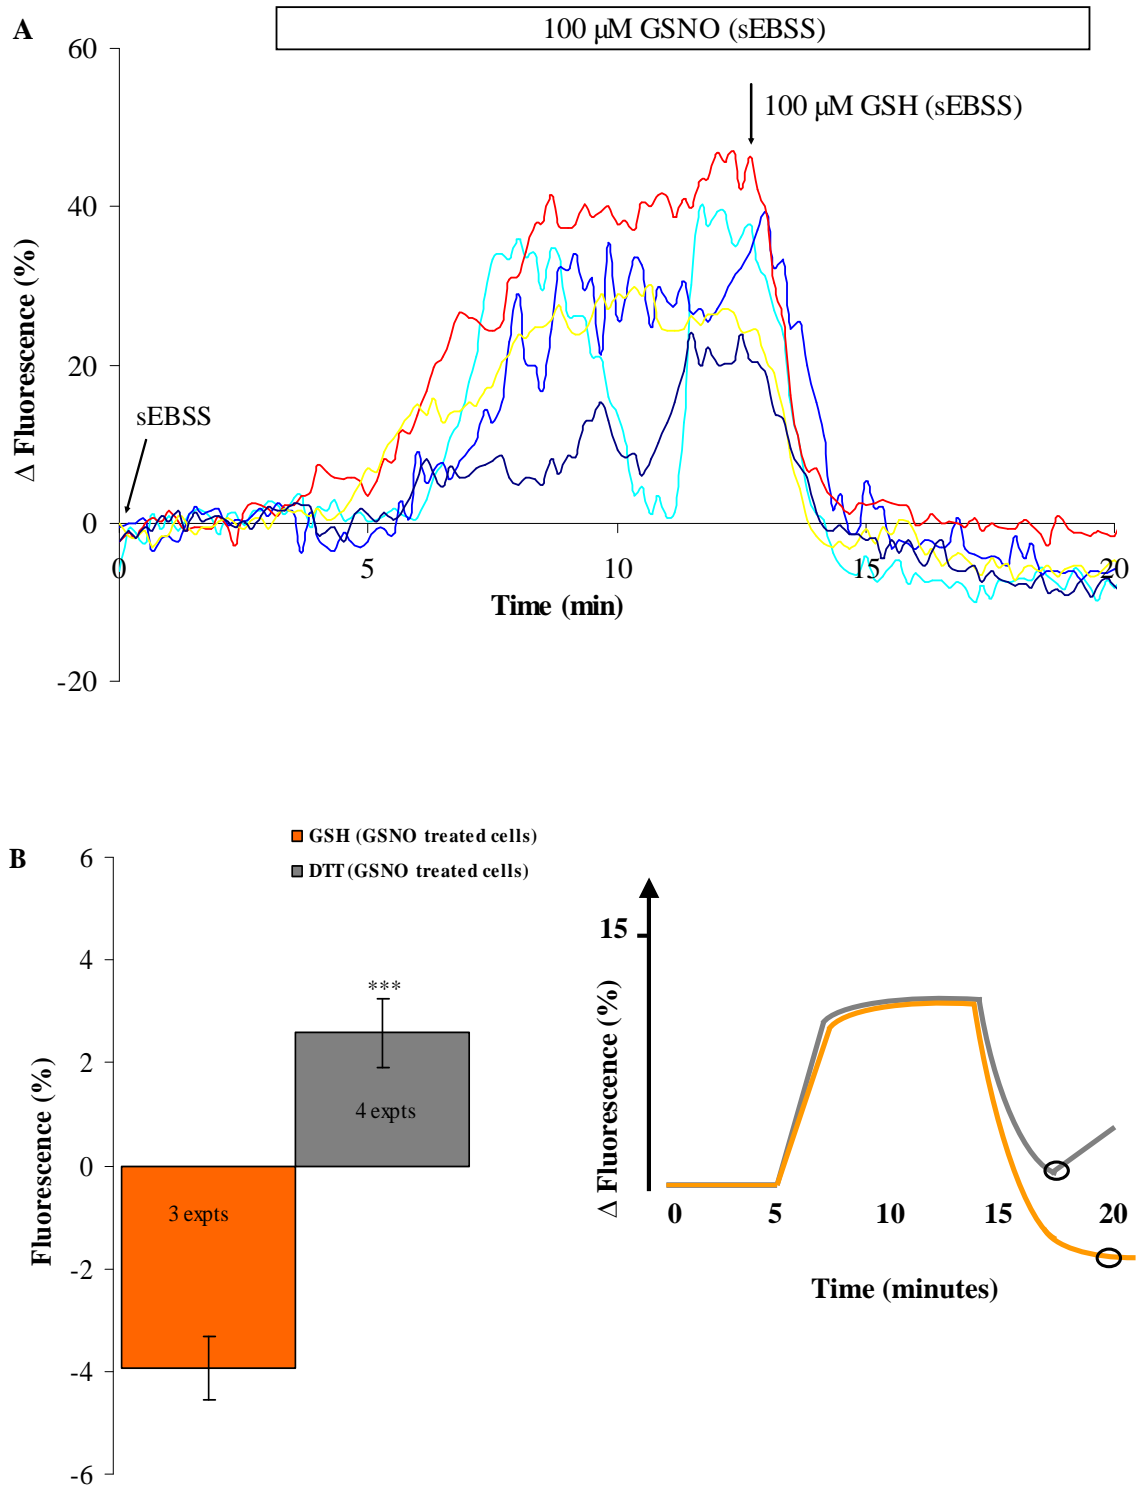 A
100 µM GSNO (sEBSS)
60
100 µM GSH (sEBSS)
40
20
sEBSS
0
0 5 10 15 20
-20
Δ Fluorescence (%)
Time (min)
B
GSH (GSNO treated cells)
DTT (GSNO treated cells)
6
4
2
0
-2
-4
-6
Fluorescence (%)
***
4 expts
3 expts
15
Δ Fluorescence (%)
0 5 10 15 20
Time (minutes)